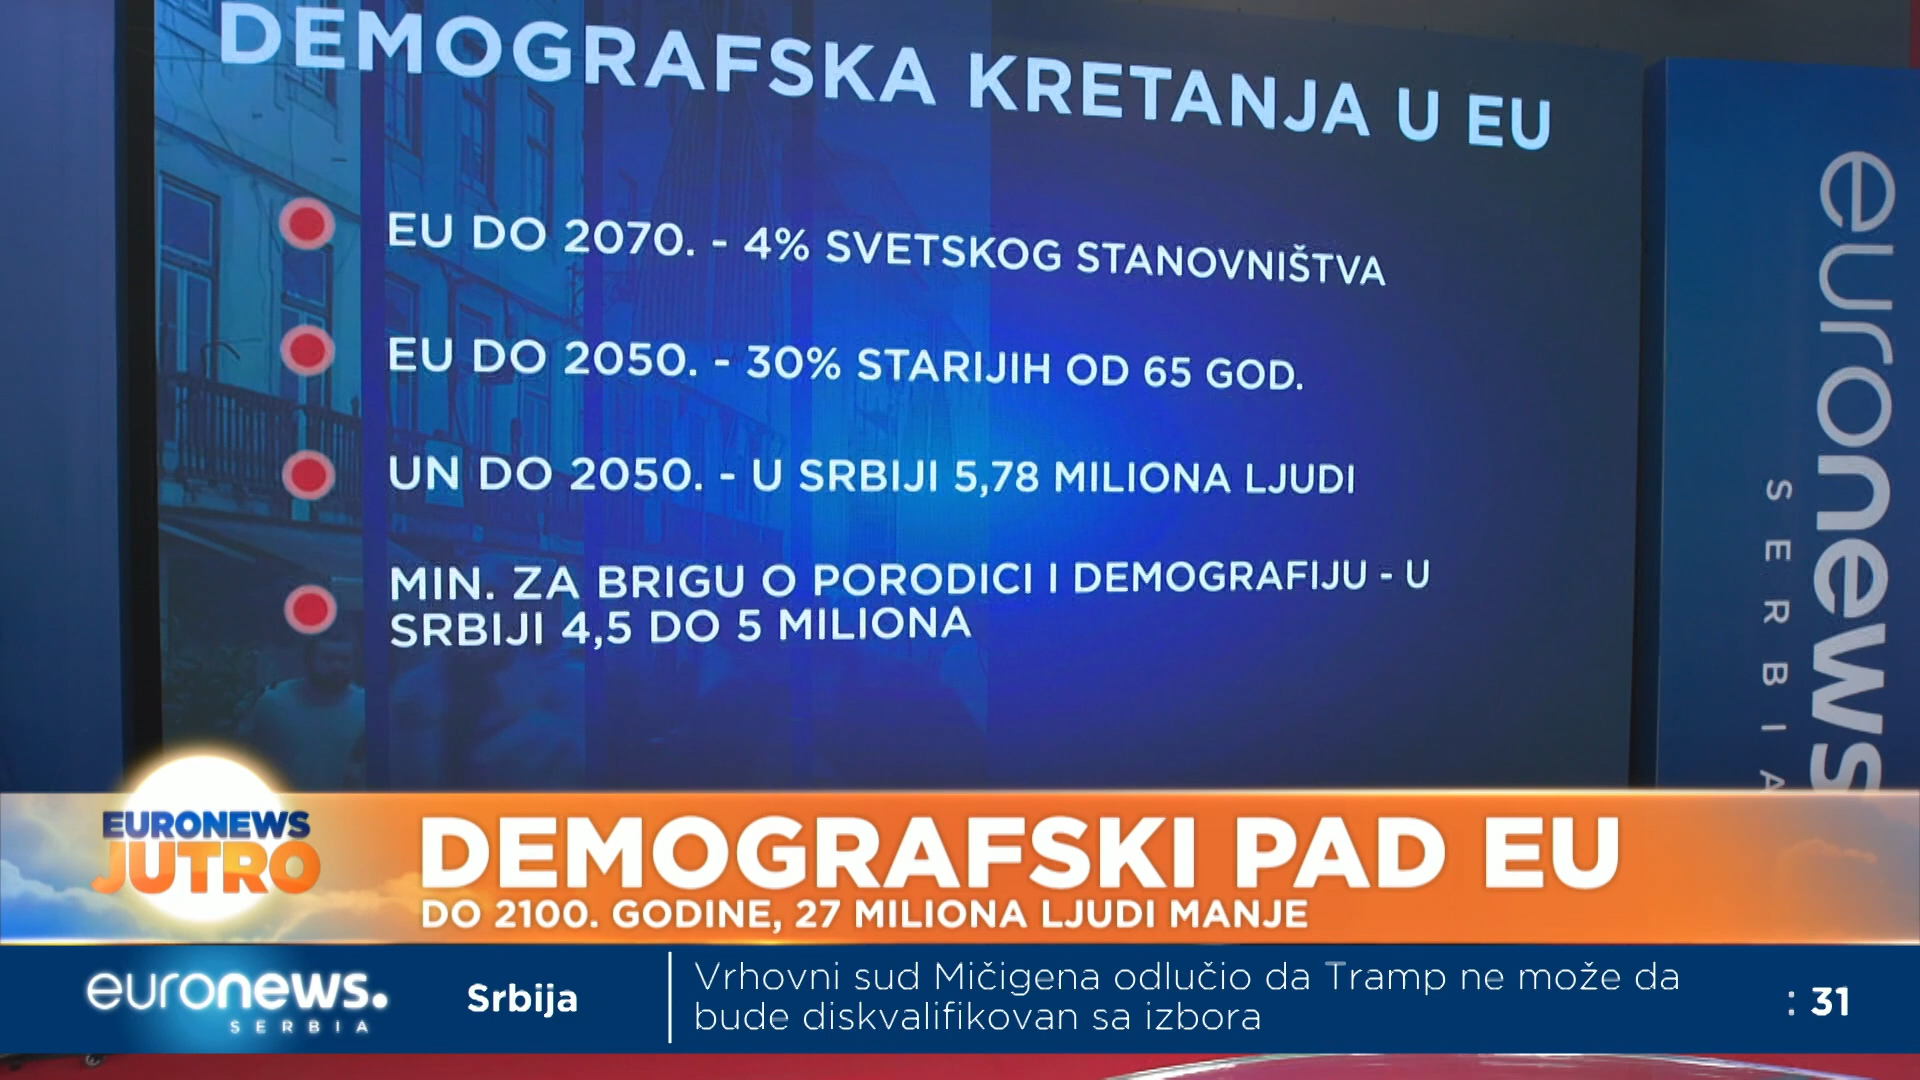 DEMOGRAFSKA KRETANJA U EU
EU DO 2070. - 4% SVETSKOG STANOVNIŠTVA
EU DO 2050. - 30% STARIJIH OD 65 GOD.
UN DO 2050. - U SRBIJI 5,78 MILIONA LJUDI
MIN. ZA BRIGU O PORODICI I DEMOGRAFIJU - U
SRBIJI 4,5 DO 5 MILIONA
euronews
SERBIA
EURONEWS
JUTRO
DEMOGRAFSKI PAD EU
DO 2100. GODINE, 27 MILIONA LJUDI MANJE
euronews.
SERBIA
Srbija
Vrhovni sud Mičigena odlučio da Tramp ne može da
bude diskvalifikovan sa izbora
: 31